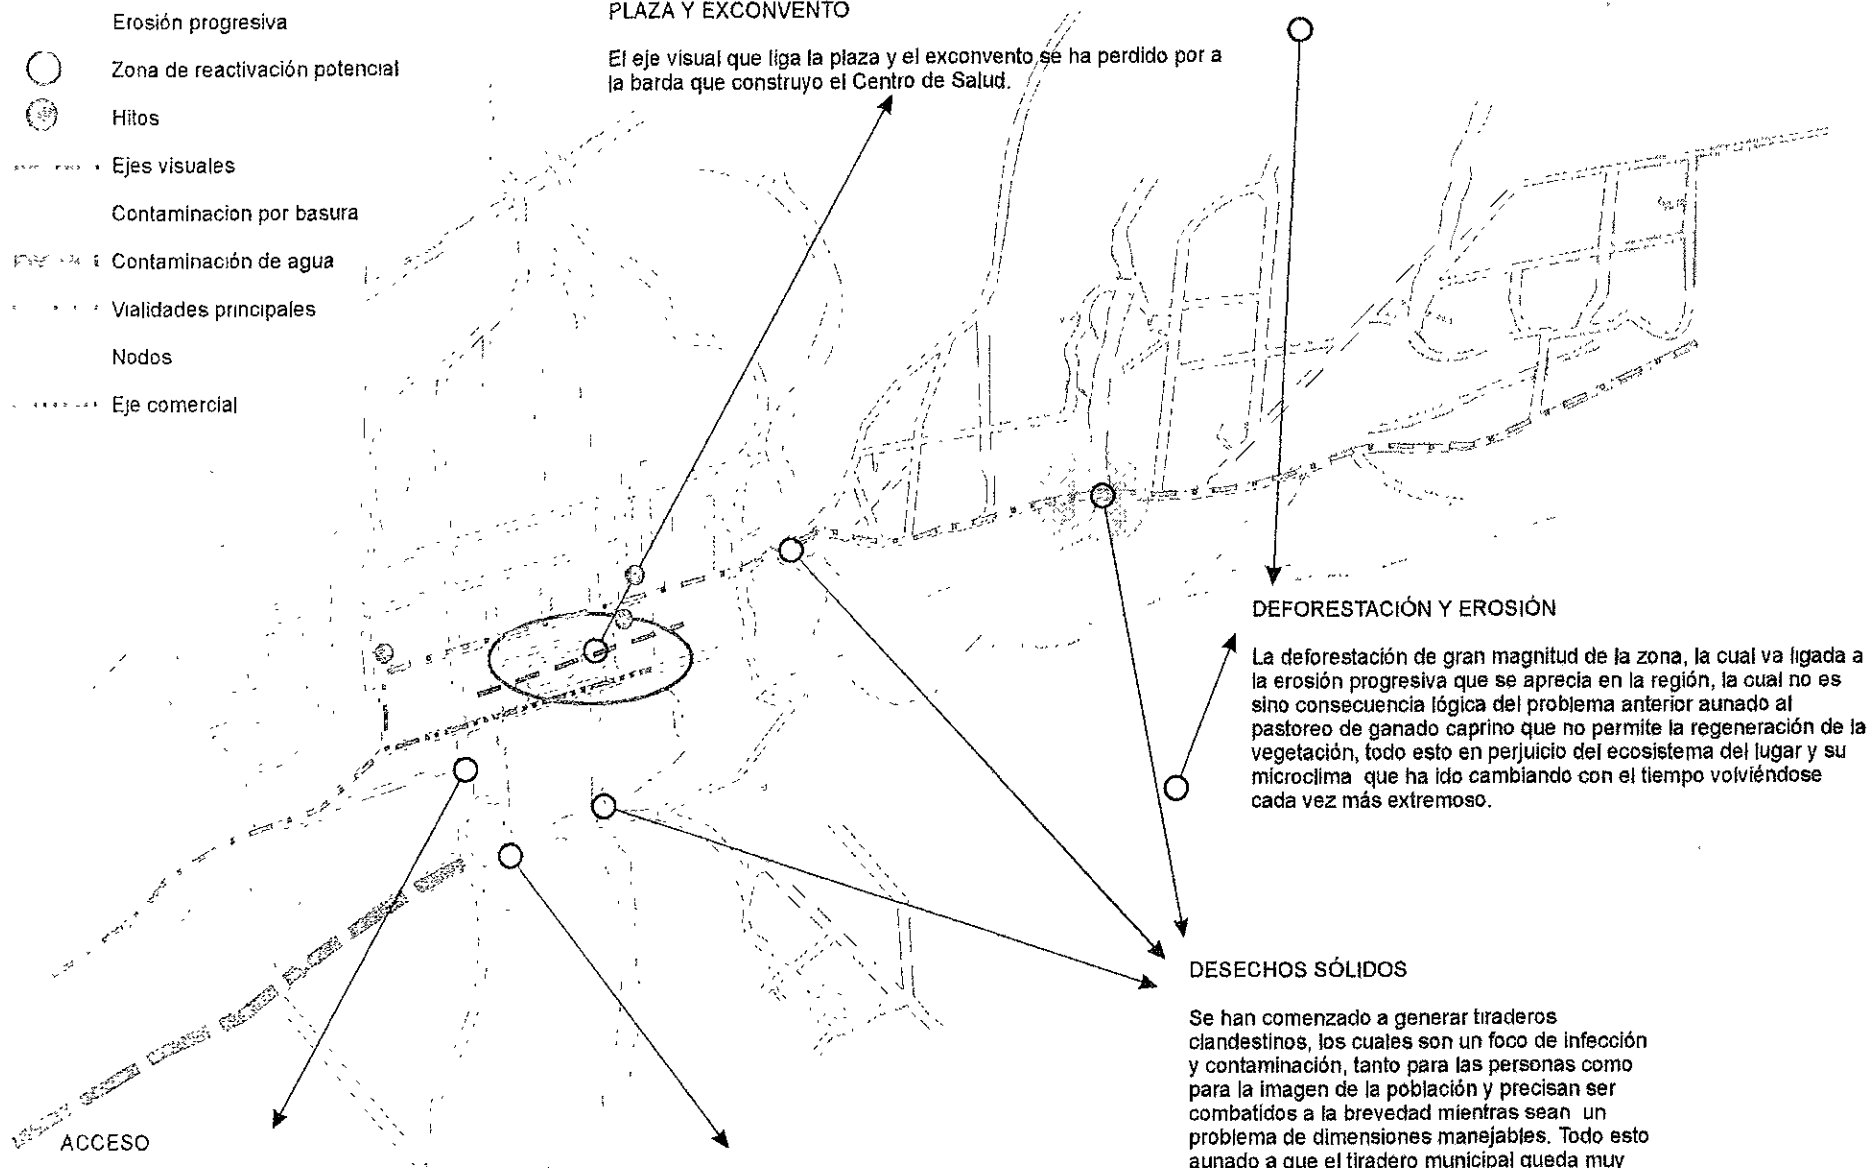 Erosión progresiva
Zona de reactivación potencial
Hitos
Ejes visuales
Contaminacion por basura
Contaminación de agua
Vialidades principales
Nodos
Eje comercial
PLAZA Y EXCONVENTO
El eje visual que liga la plaza y el exconvento se ha perdido por a
la barda que construyo el Centro de Salud.
DEFORESTACIÓN Y EROSIÓN
La deforestación de gran magnitud de la zona, la cual va ligada a
la erosión progresiva que se aprecia en la región, la cual no es
sino consecuencia lógica del problema anterior aunado al
pastoreo de ganado caprino que no permite la regeneración de la
vegetación, todo esto en perjuicio del ecosistema del lugar y su
microclima que ha ido cambiando con el tiempo volviéndose
cada vez más extremoso.
DESECHOS SÓLIDOS
Se han comenzado a generar tiraderos
clandestinos, los cuales son un foco de infección
y contaminación, tanto para las personas como
para la imagen de la población y precisan ser
combatidos a la brevedad mientras sean un
problema de dimensiones manejables. Todo esto
aunado a que el tiradero municipal queda muy
ACCESO